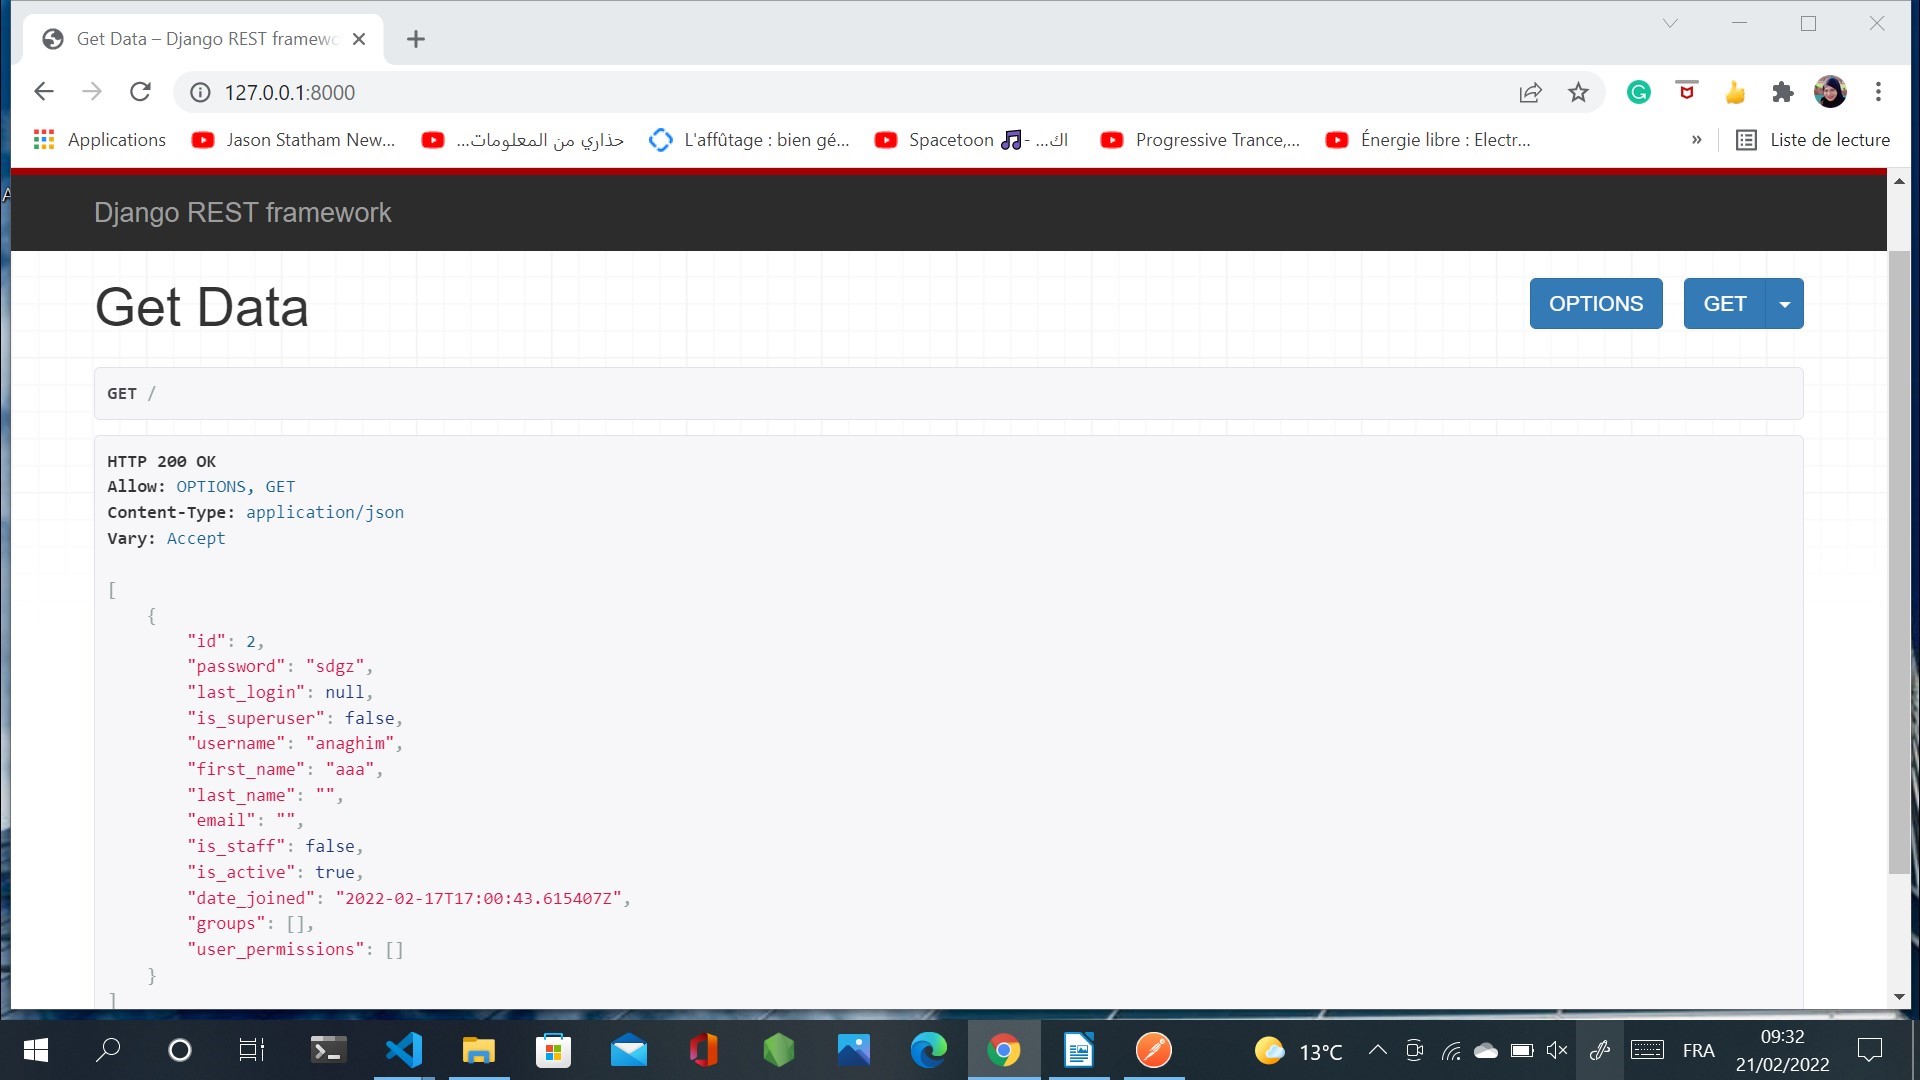 Get Data – Django REST framewo
127.0.0.1:8000
Applications
Jason Statham New...
حذاري من المعلومات...
L'affûtage : bien gé...
Spacetoon 🎵- اك...
Progressive Trance,...
Énergie libre : Electr...
»
Liste de lecture
Django REST framework
Get Data
OPTIONS
GET
GET /
HTTP 200 OK
Allow: OPTIONS, GET
Content-Type: application/json
Vary: Accept
[
    {
        "id": 2,
        "password": "sdgz",
        "last_login": null,
        "is_superuser": false,
        "username": "anaghim",
        "first_name": "aaa",
        "last_name": "",
        "email": "",
        "is_staff": false,
        "is_active": true,
        "date_joined": "2022-02-17T17:00:43.615407Z",
        "groups": [],
        "user_permissions": []
    }
]
13°C
FRA
09:32
21/02/2022